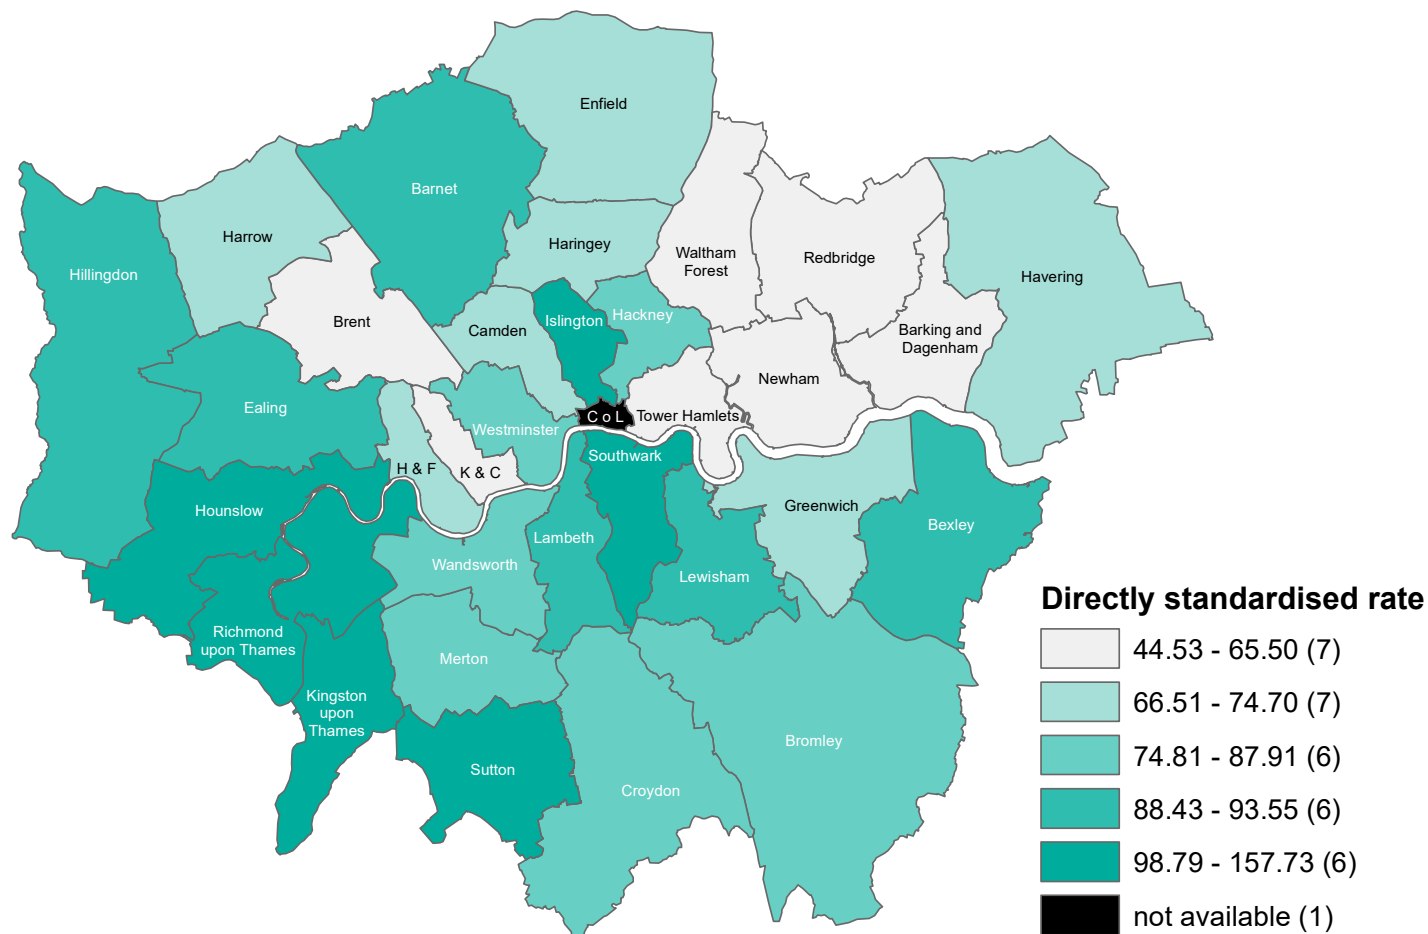 Enfield
Barnet
Harrow
Haringey
Waltham
Forest
Redbridge
Hillingdon
Havering
Brent
Camden
Islington
Hackney
Barking and
Dagenham
Newham
Ealing
Westminster
C o L
Tower Hamlets
H & F
K & C
Southwark
Hounslow
Greenwich
Bexley
Lambeth
Wandsworth
Lewisham
Richmond
upon Thames
Merton
Kingston
upon
Thames
Sutton
Croydon
Bromley
Directly standardised rate
44.53 - 65.50 (7)
66.51 - 74.70 (7)
74.81 - 87.91 (6)
88.43 - 93.55 (6)
98.79 - 157.73 (6)
not available (1)